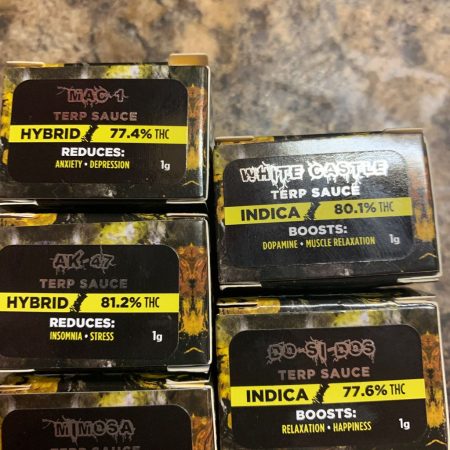 MAC-1
TERP SAUCE
HYBRID 77.4% THC
REDUCES:
ANXIETY • DEPRESSION
1g
AK-47
TERP SAUCE
HYBRID 81.2% THC
REDUCES:
INSOMNIA • STRESS
1g
MIMOSA
TERP SAUCE
WHITE CASTLE
TERP SAUCE
INDICA 80.1% THC
BOOSTS:
DOPAMINE • MUSCLE RELAXATION
1g
DO-SI-DOS
TERP SAUCE
INDICA 77.6% THC
BOOSTS:
RELAXATION • HAPPINESS
1g